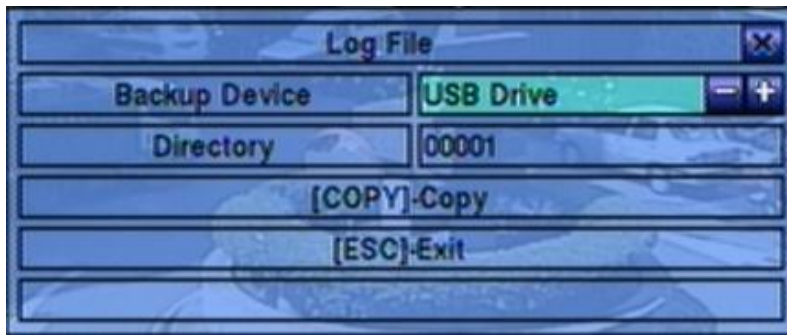 Log File
Backup Device USB Drive
Directory 00001
[COPY]-Copy
[ESC]-Exit